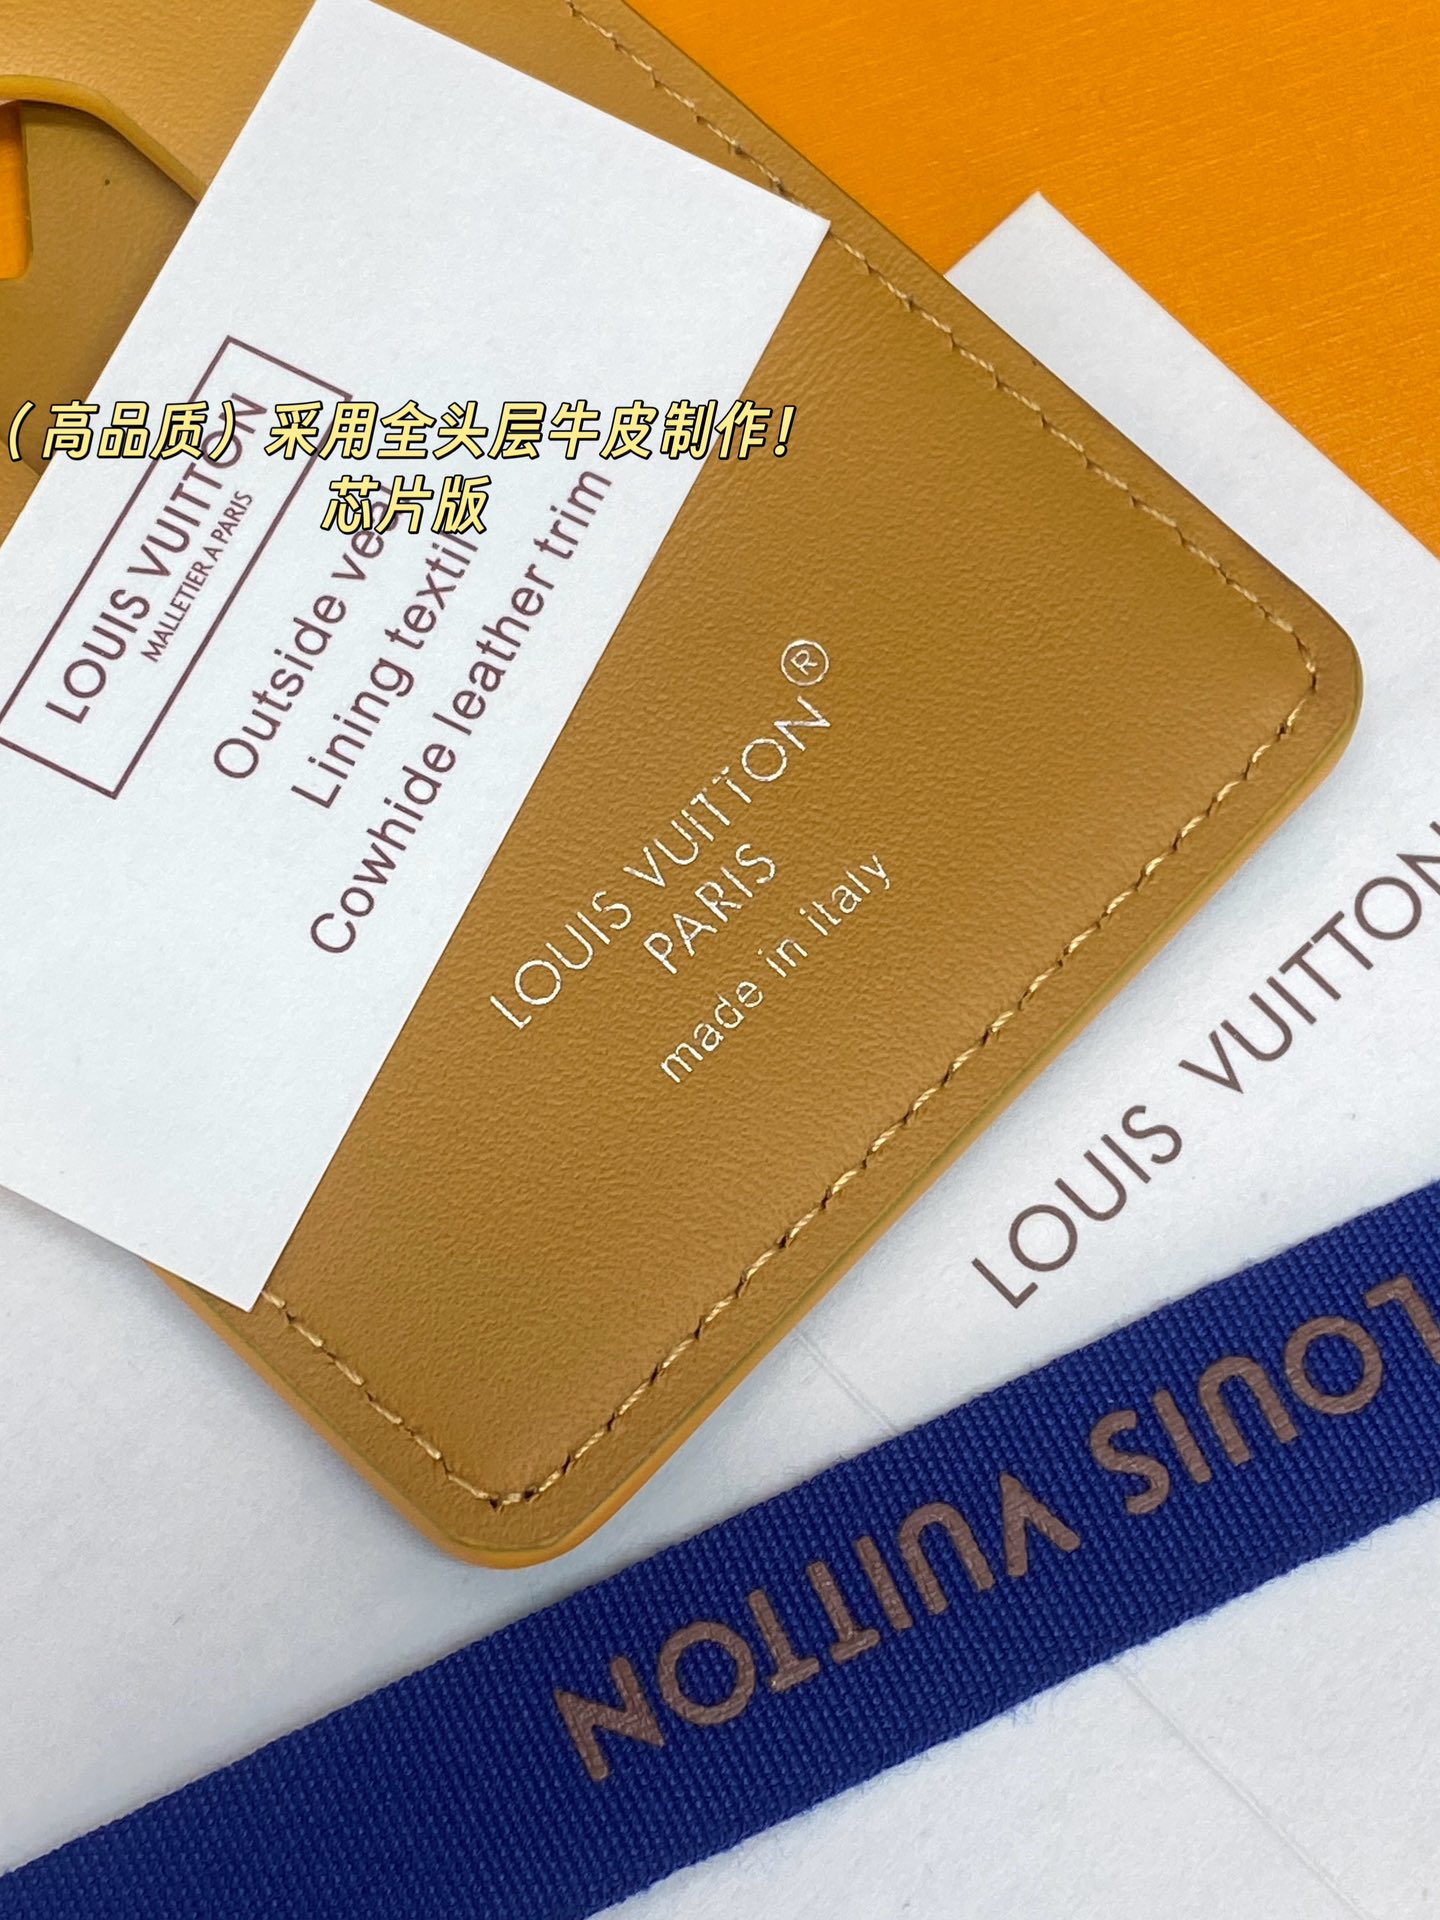 （高品质）采用全头层牛皮制作！
芯片版
LOUIS VUITTON
MALLETIER A PARIS
Outside veal
Lining textil
Cowhide leather trim
LOUIS VUITTON®
PARIS
made in italy
LOUIS VUITTON
LOUIS VUITTON